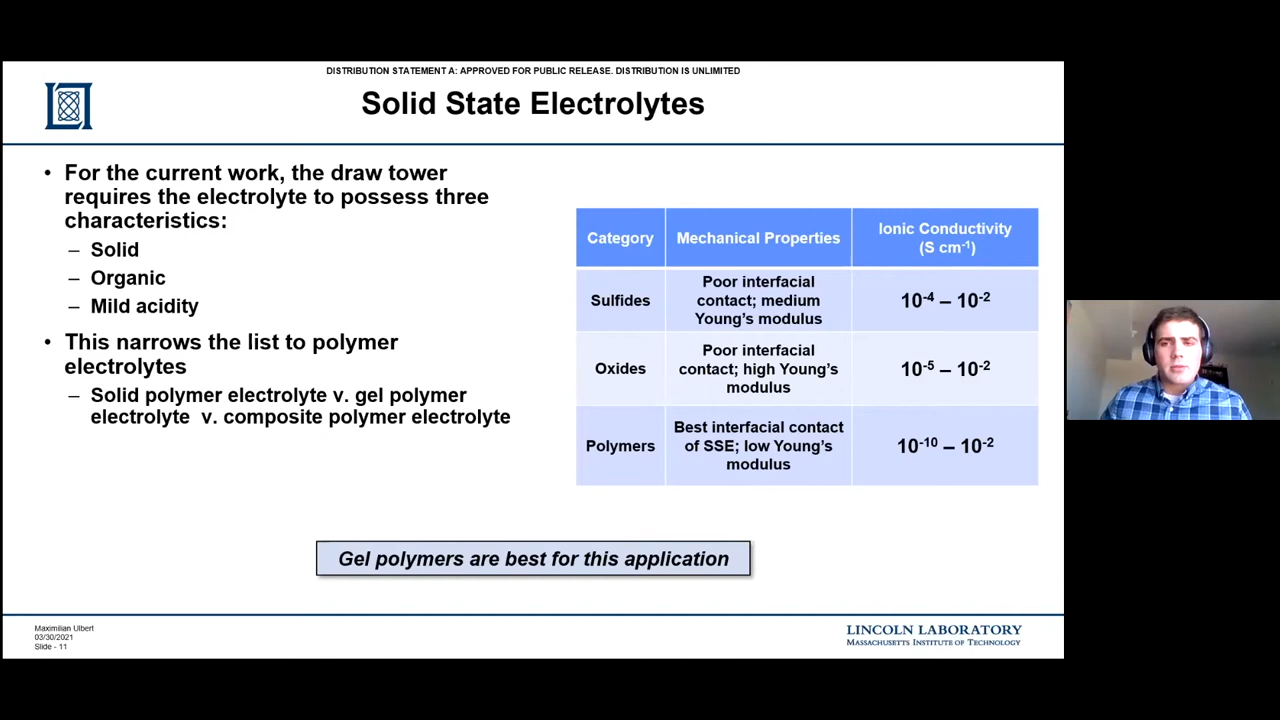 DISTRIBUTION STATEMENT A: APPROVED FOR PUBLIC RELEASE. DISTRIBUTION IS UNLIMITED
Solid State Electrolytes
• For the current work, the draw tower
requires the electrolyte to possess three
characteristics:
– Solid
– Organic
– Mild acidity
• This narrows the list to polymer
electrolytes
– Solid polymer electrolyte v. gel polymer
electrolyte v. composite polymer electrolyte
Category
Mechanical Properties
Ionic Conductivity
(S cm⁻¹)
Sulfides
Poor interfacial
contact; medium
Young’s modulus
10⁻⁴ – 10⁻²
Oxides
Poor interfacial
contact; high Young’s
modulus
10⁻⁵ – 10⁻²
Polymers
Best interfacial contact
of SSE; low Young’s
modulus
10⁻¹⁰ – 10⁻²
Gel polymers are best for this application
Maximilian Ulbert
03/30/2021
Slide - 11
LINCOLN LABORATORY
MASSACHUSETTS INSTITUTE OF TECHNOLOGY